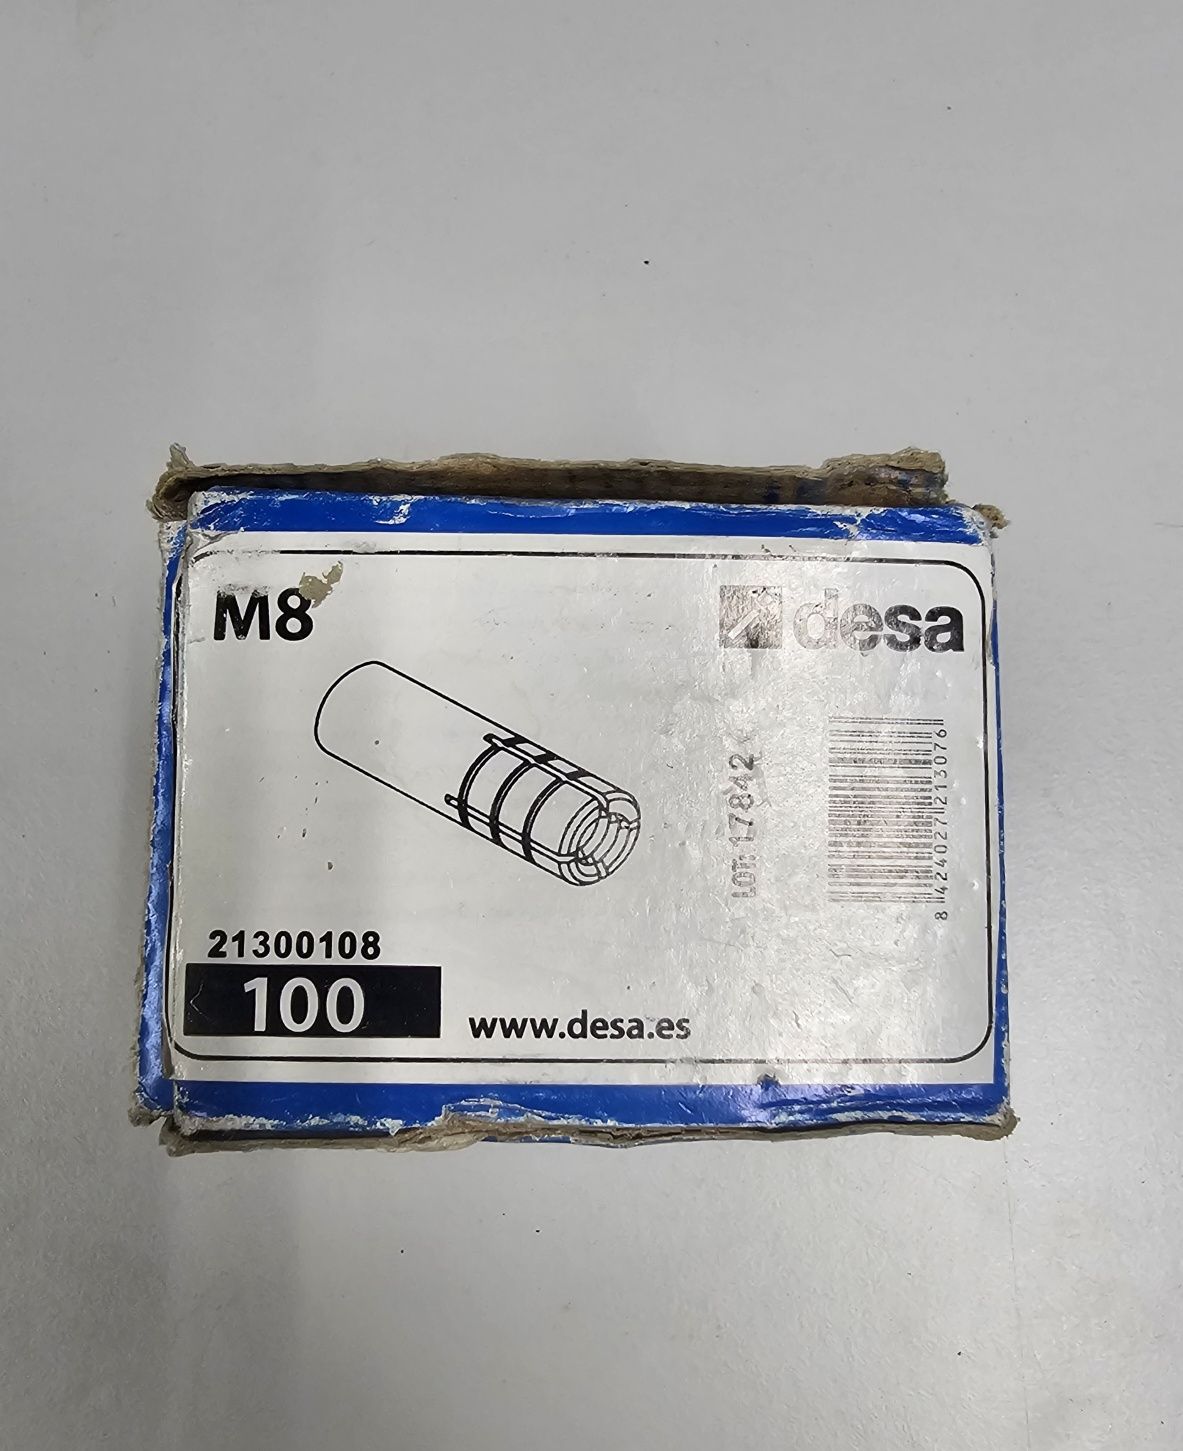 M8
desa
LOT: 17842
8 424027 213076
21300108
100
www.desa.es